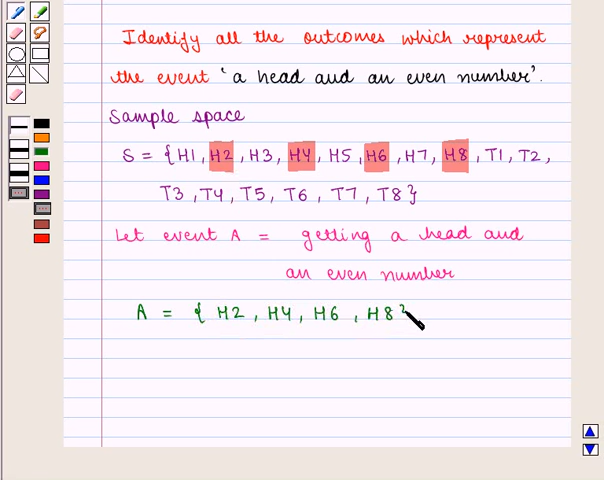 Identify all the outcomes which represent
the event 'a head and an even number'.
Sample space
S = {H1, H2, H3, H4, H5, H6, H7, H8, T1, T2,
T3, T4, T5, T6, T7, T8}
Let event A = getting a head and
an even number
A = { H2, H4, H6, H8}